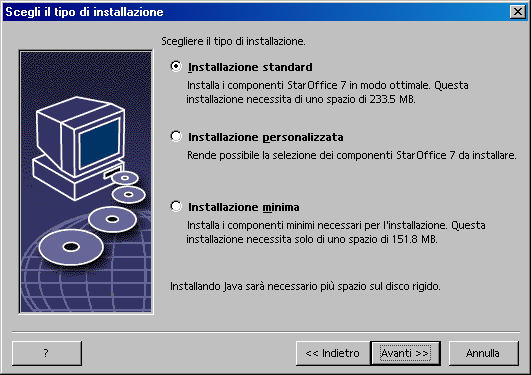 Scegli il tipo di installazione
Scegliere il tipo di installazione.
Installazione standard
Installa i componenti StarOffice 7 in modo ottimale. Questa
installazione necessita di uno spazio di 233.5 MB.
Installazione personalizzata
Rende possibile la selezione dei componenti StarOffice 7 da installare.
Installazione minima
Installa i componenti minimi necessari per l'installazione. Questa
installazione necessita solo di uno spazio di 151.8 MB.
Installando Java sarà necessario più spazio sul disco rigido.
? << Indietro Avanti >> Annulla